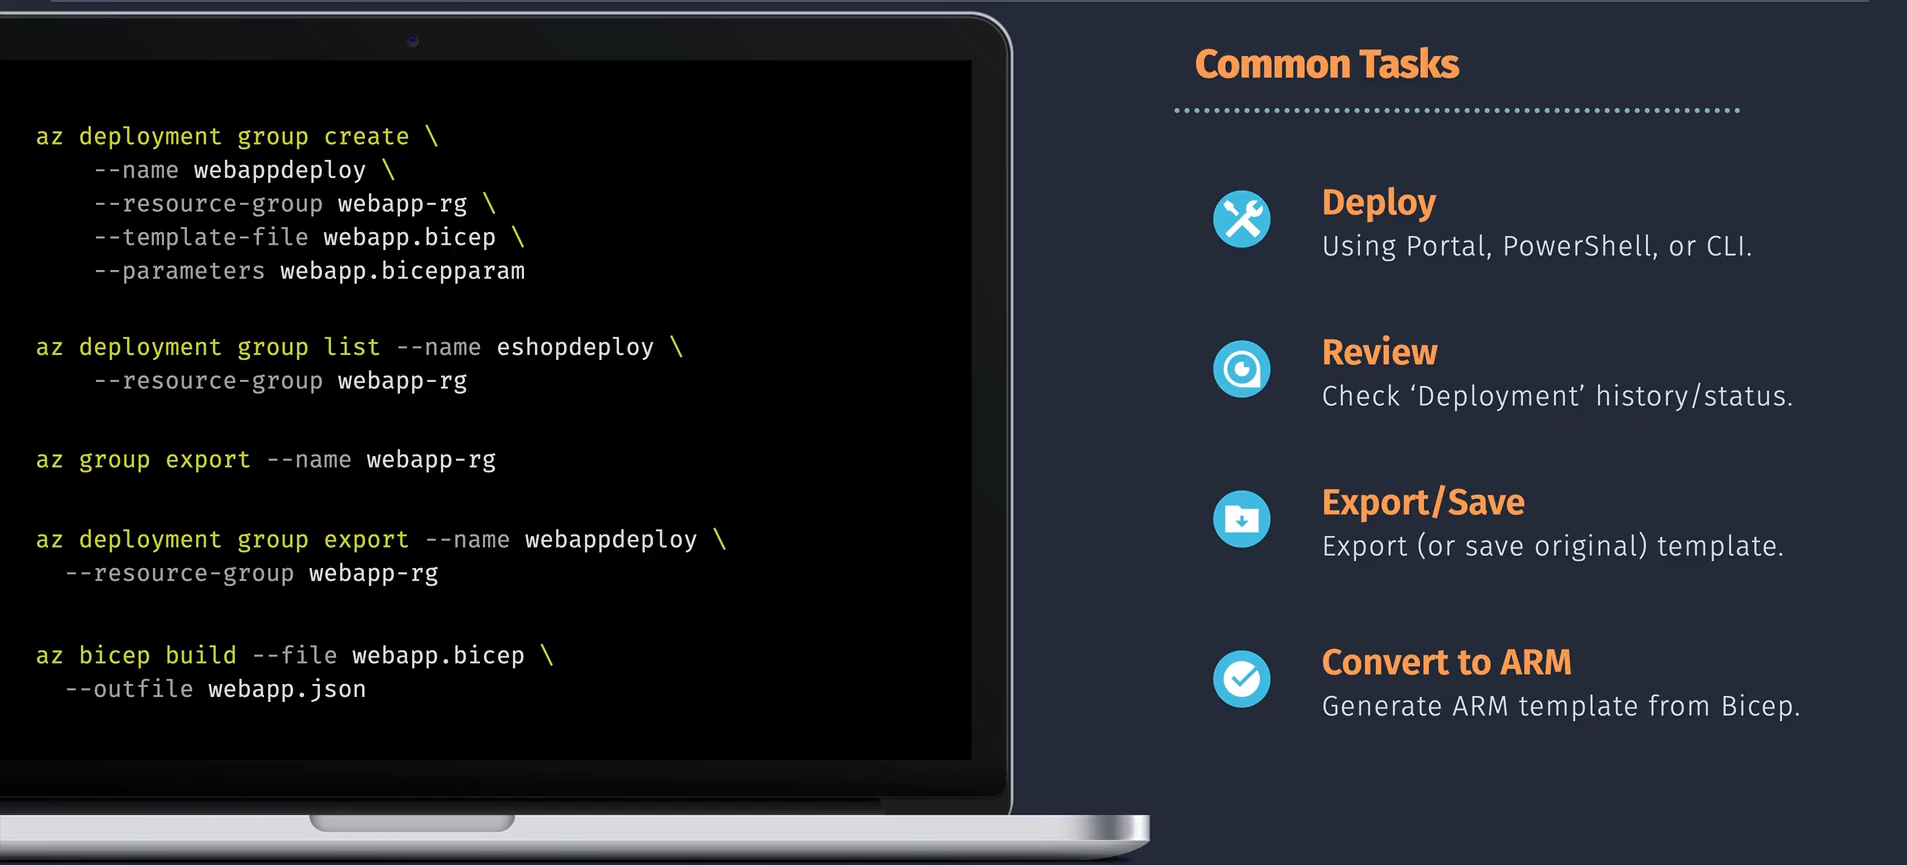 az deployment group create \
--name webappdeploy \
--resource-group webapp-rg \
--template-file webapp.bicep \
--parameters webapp.bicepparam
az deployment group list --name eshopdeploy \
--resource-group webapp-rg
az group export --name webapp-rg
az deployment group export --name webappdeploy \
--resource-group webapp-rg
az bicep build --file webapp.bicep \
--outfile webapp.json
Common Tasks
Deploy
Using Portal, PowerShell, or CLI.
Review
Check ‘Deployment’ history/status.
Export/Save
Export (or save original) template.
Convert to ARM
Generate ARM template from Bicep.